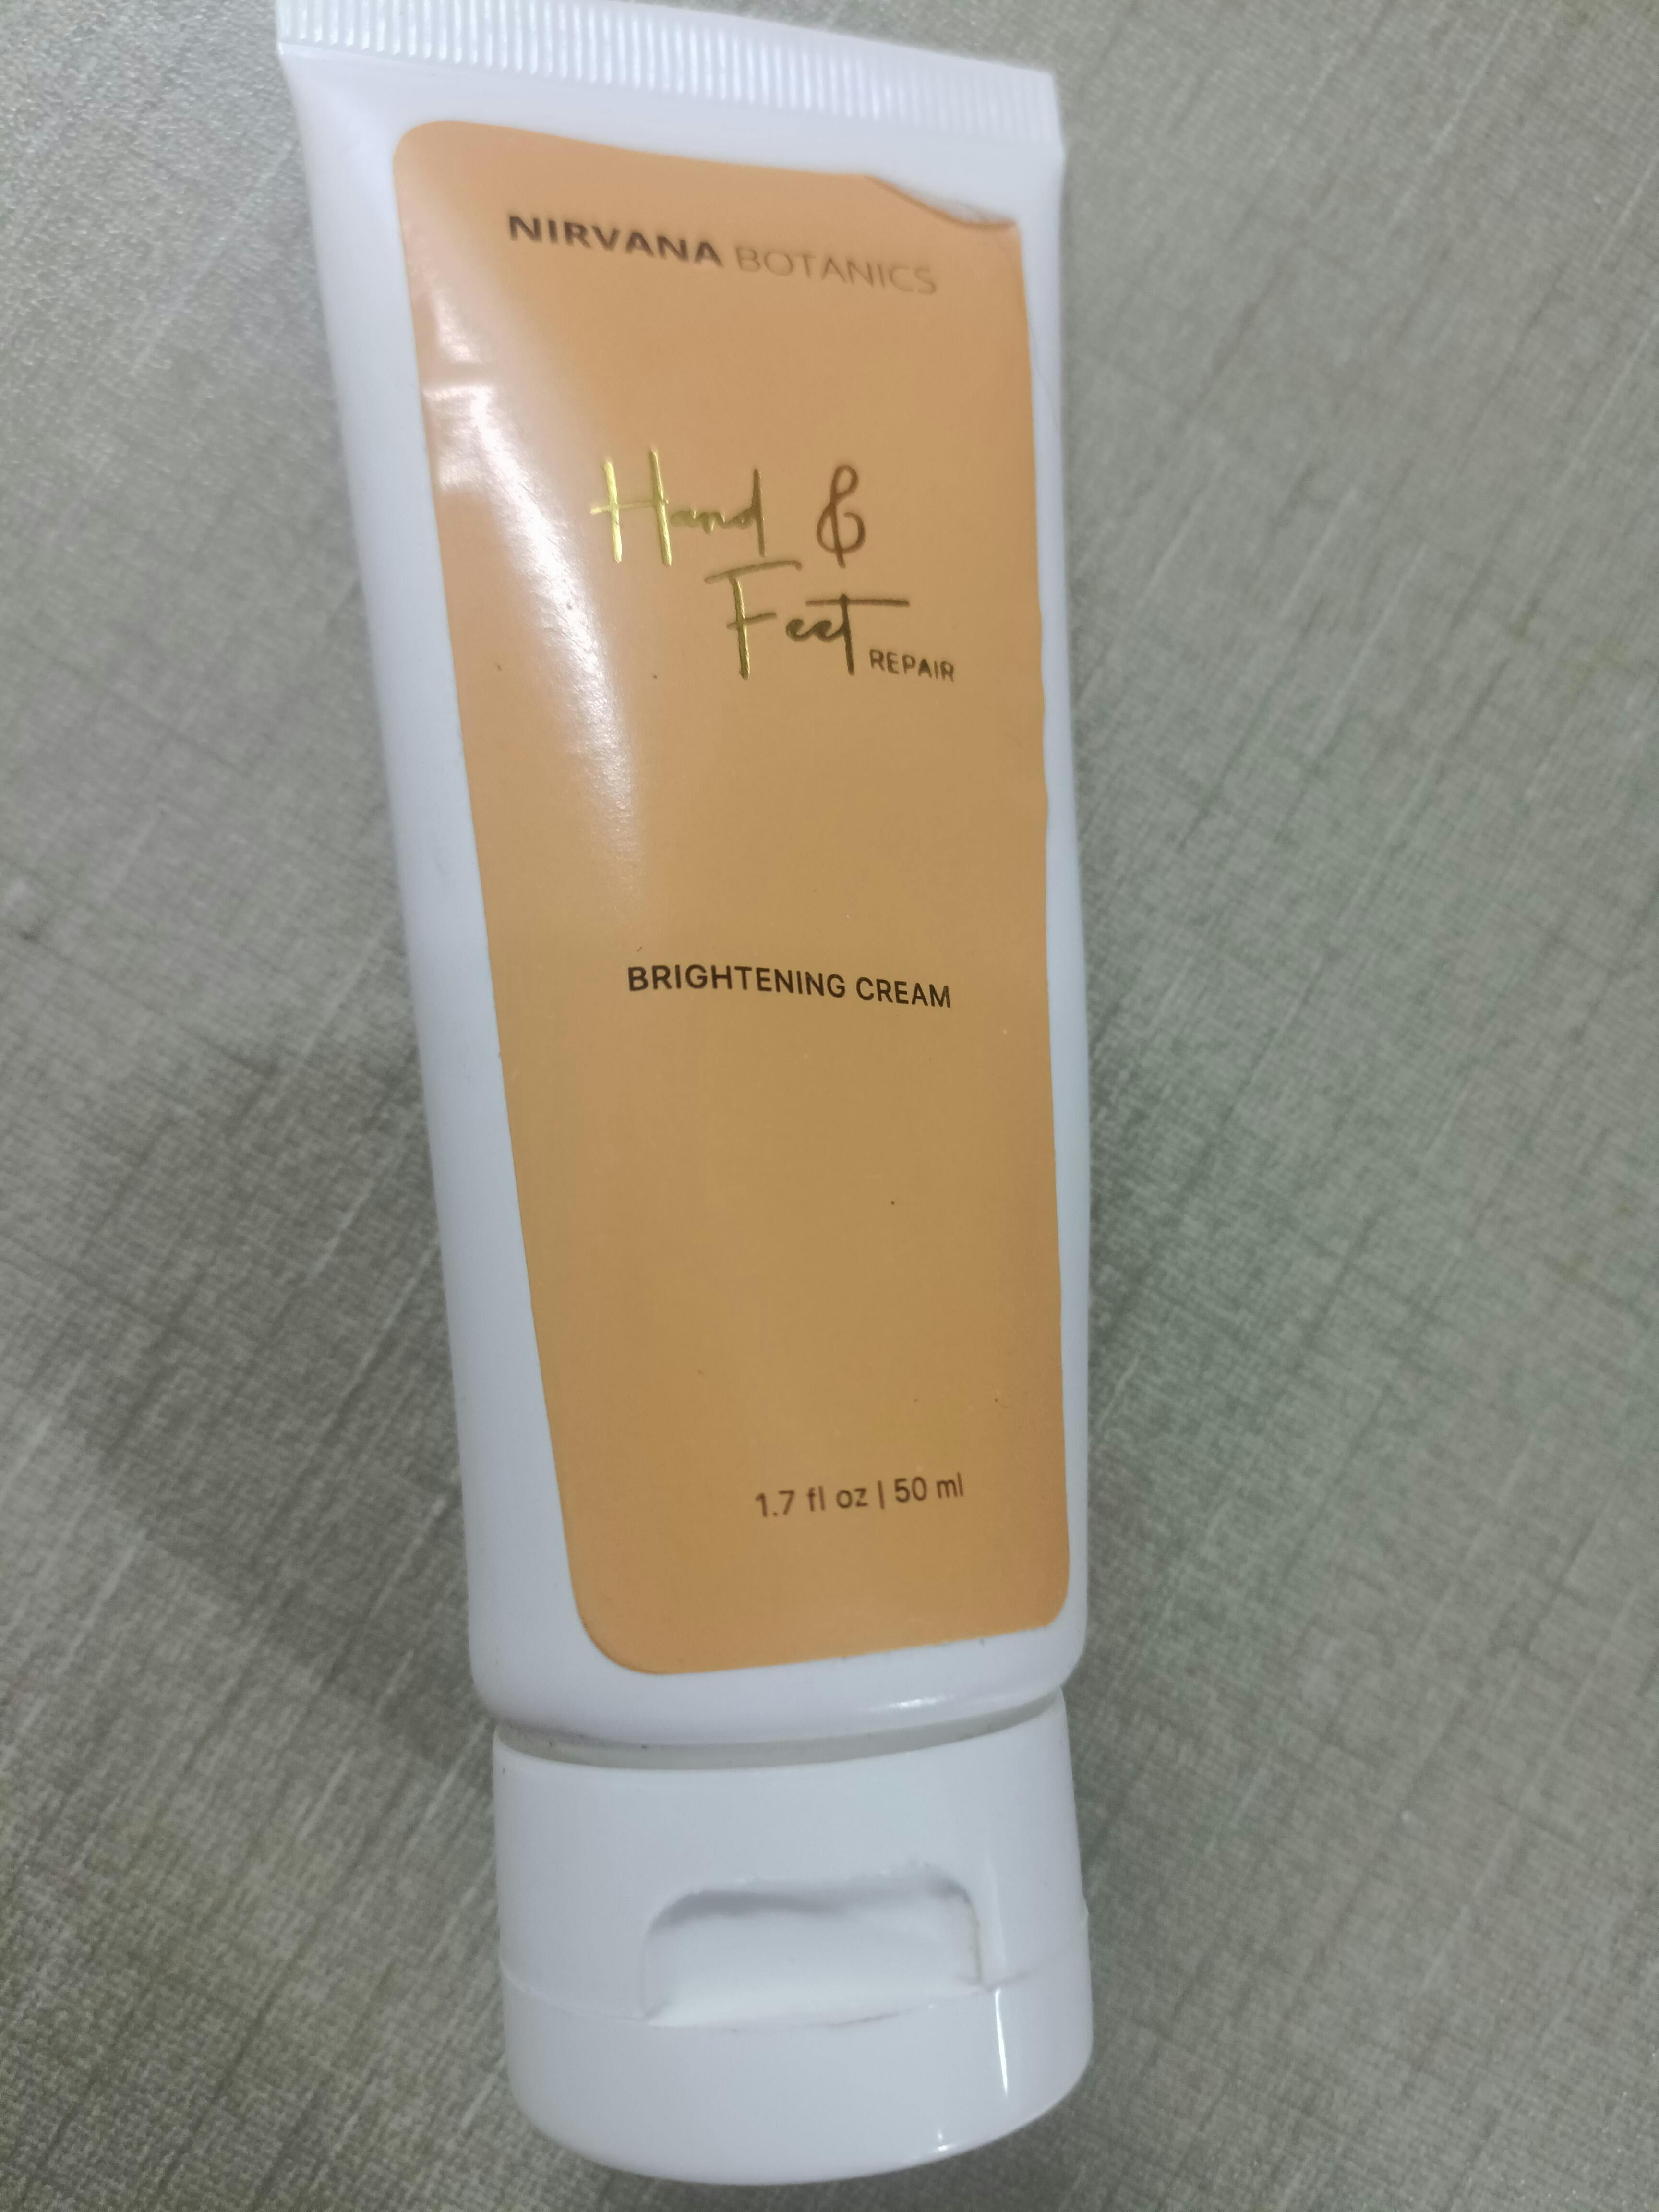 NIRVANA BOTANICS
Hand &
Feet REPAIR
BRIGHTENING CREAM
1.7 fl oz | 50 ml